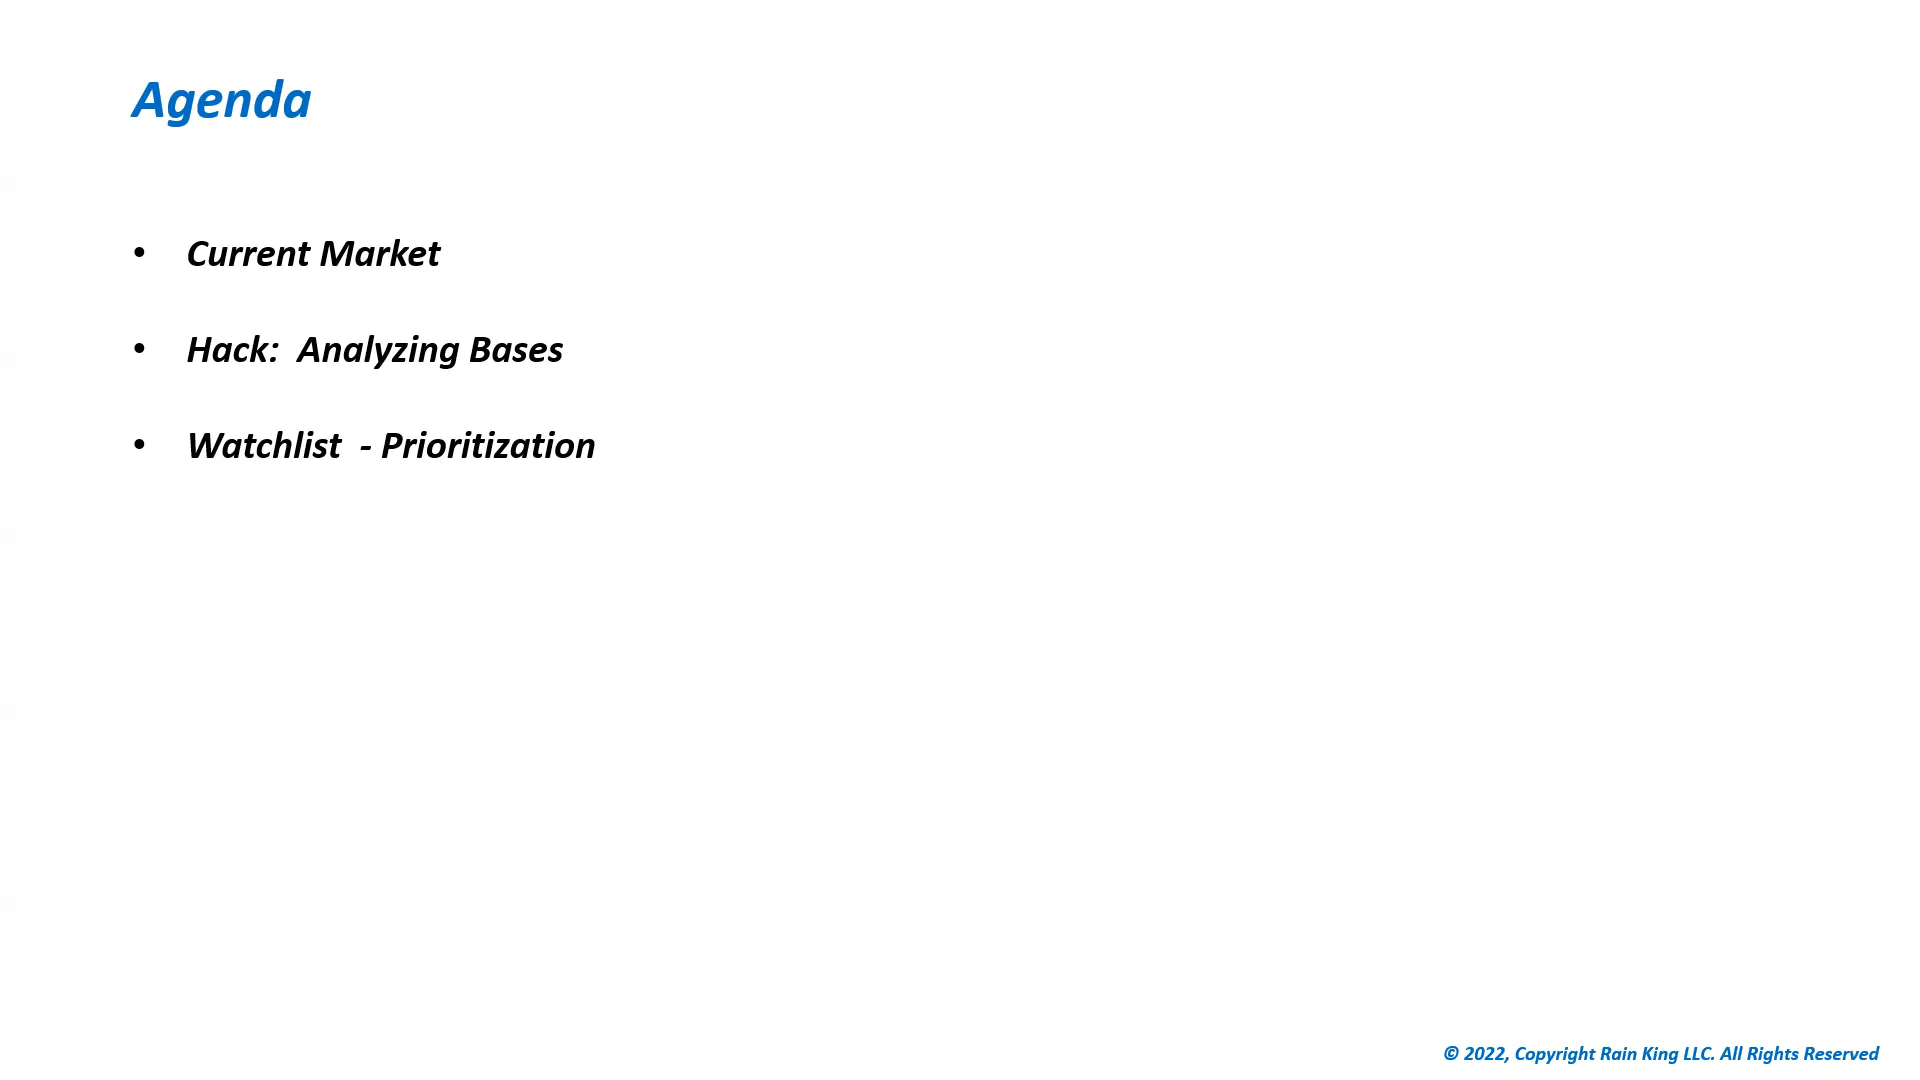 Agenda
• Current Market
• Hack:  Analyzing Bases
• Watchlist  - Prioritization
© 2022, Copyright Rain King LLC. All Rights Reserved